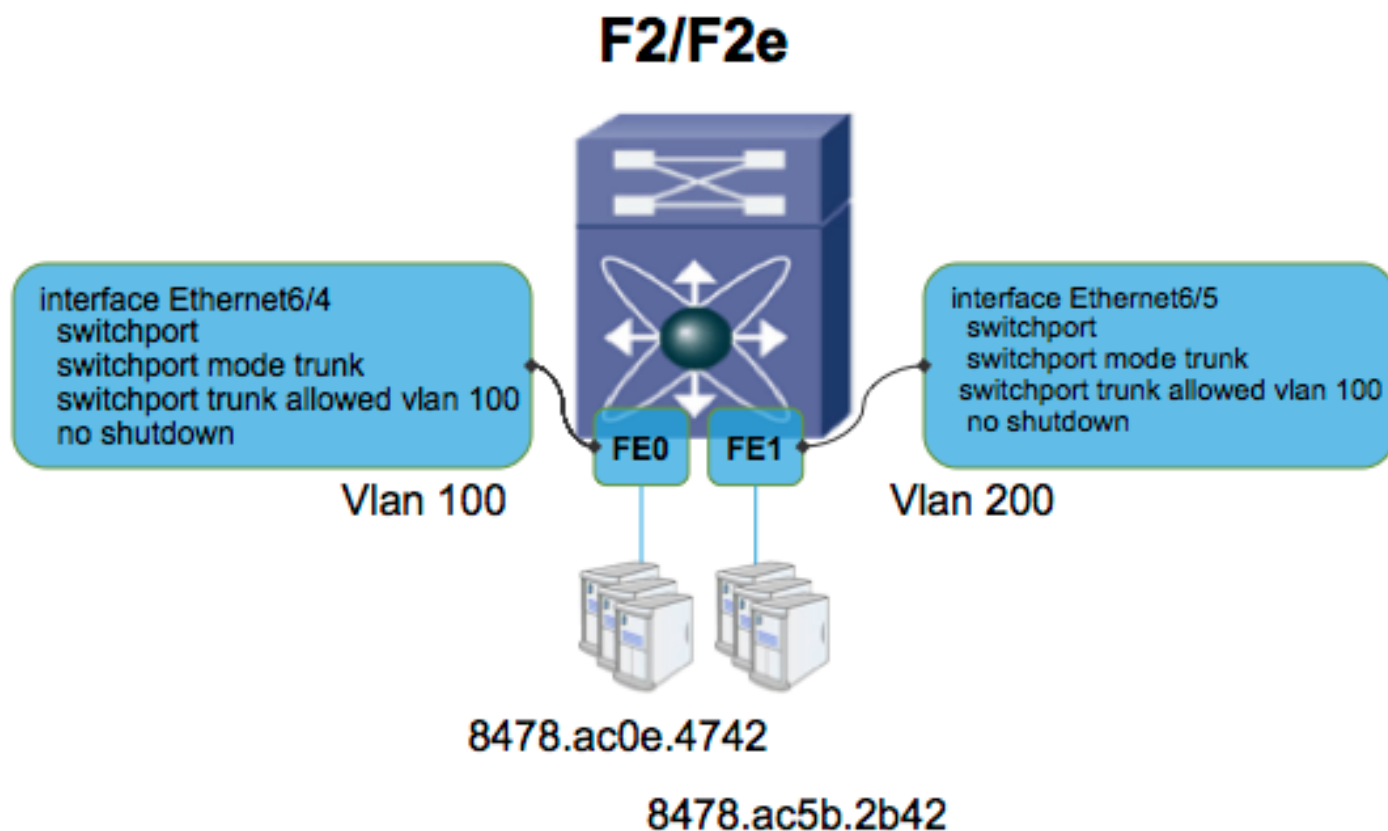 F2/F2e
interface Ethernet6/4
switchport
switchport mode trunk
switchport trunk allowed vlan 100
no shutdown
interface Ethernet6/5
switchport
switchport mode trunk
switchport trunk allowed vlan 100
no shutdown
FE0
FE1
Vlan 100
Vlan 200
8478.ac0e.4742
8478.ac5b.2b42